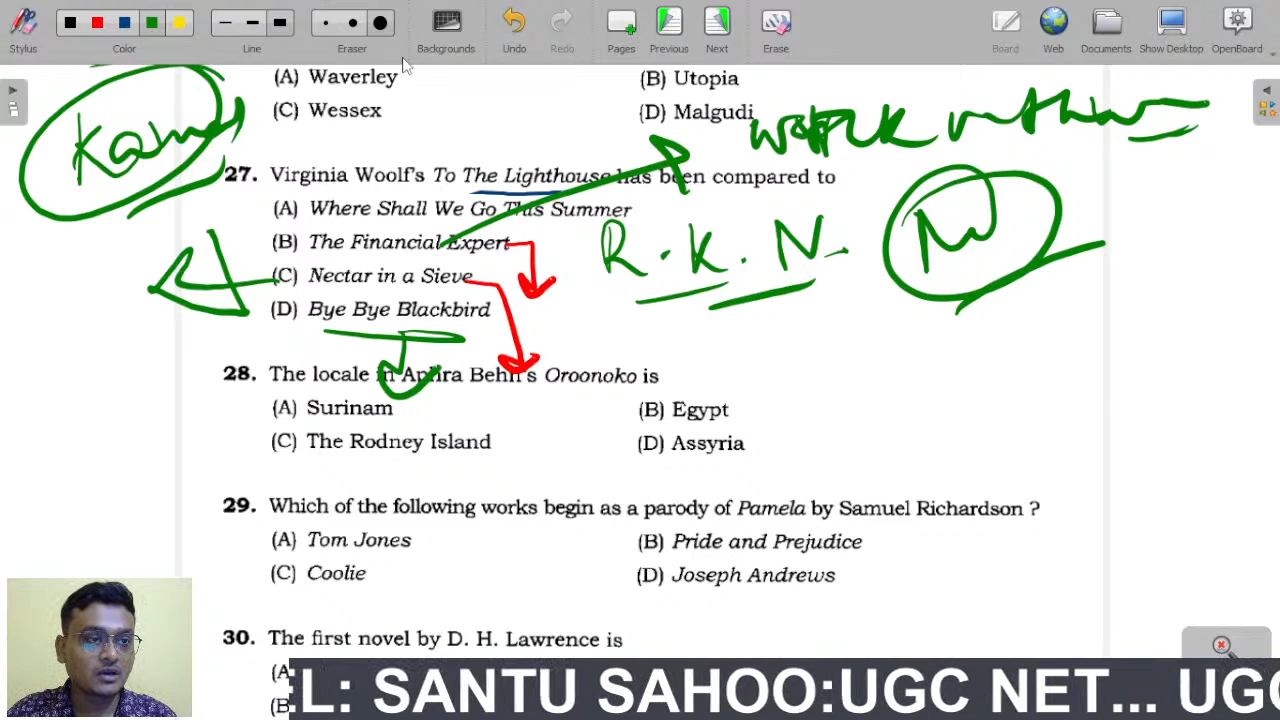 Stylus
Color
Line
Eraser
Backgrounds
Undo
Redo
Pages
Previous
Next
Erase
Board
Web
Documents
Show Desktop
OpenBoard
(A) Waverley
(B) Utopia
(C) Wessex
(D) Malgudi
27. Virginia Woolf's To The Lighthouse has been compared to
(A) Where Shall We Go This Summer
(B) The Financial Expert
R.K.N.
(C) Nectar in a Sieve
(D) Bye Bye Blackbird
28. The locale in Aphra Behn's Oroonoko is
(A) Surinam
(B) Egypt
(C) The Rodney Island
(D) Assyria
29. Which of the following works begin as a parody of Pamela by Samuel Richardson ?
(A) Tom Jones
(B) Pride and Prejudice
(C) Coolie
(D) Joseph Andrews
30. The first novel by D. H. Lawrence is
(A
(B
EL: SANTU SAHOO:UGC NET... UGC